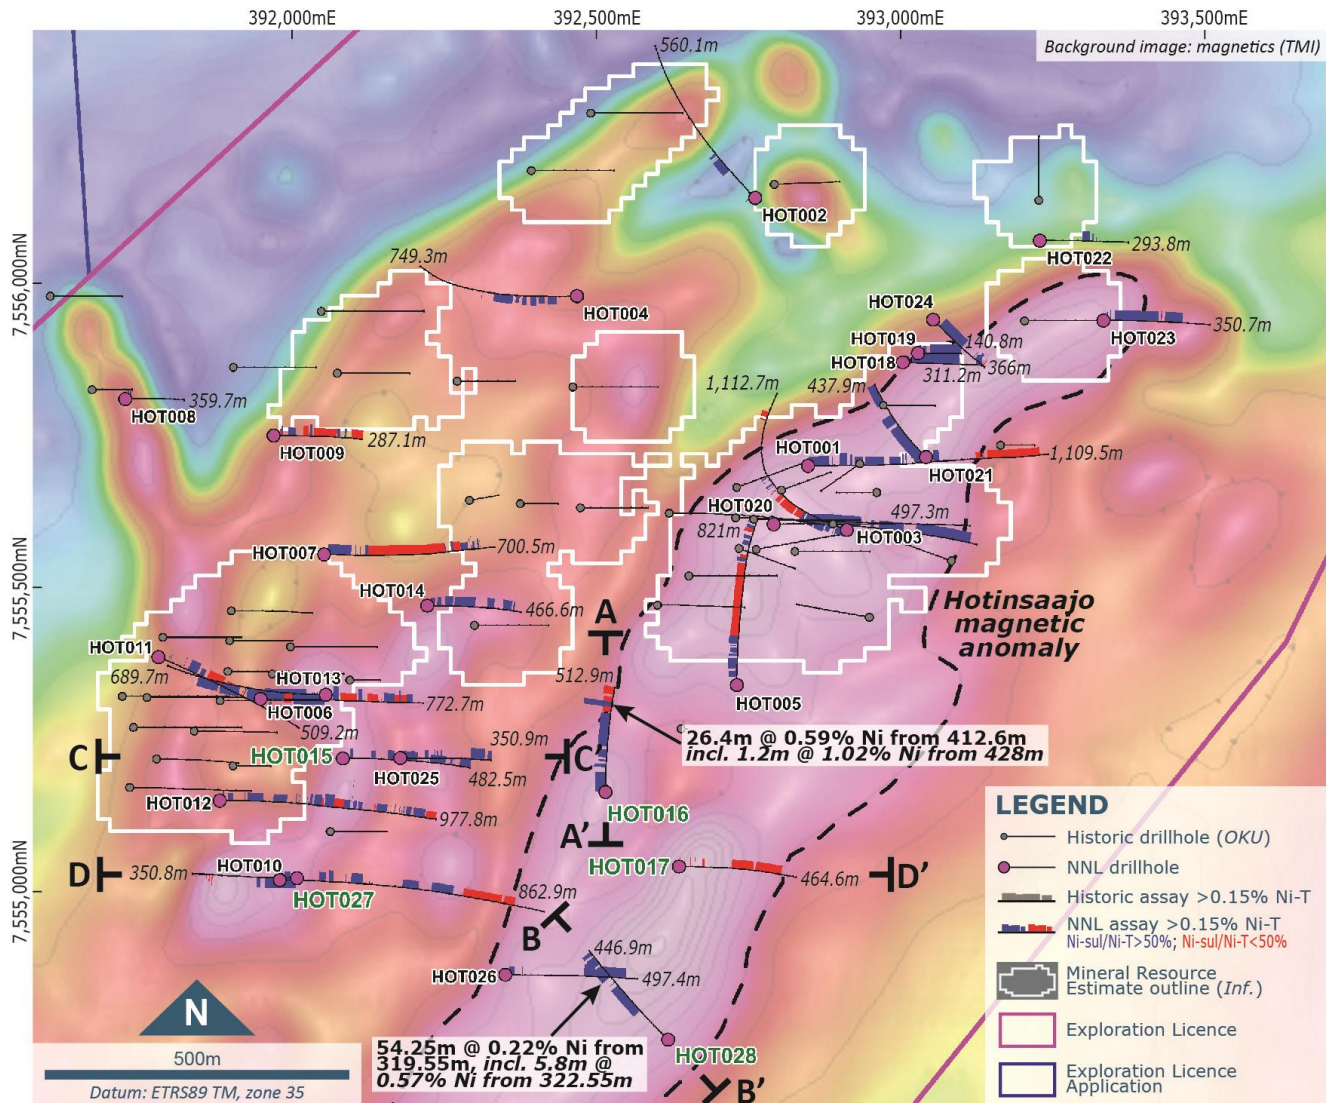 392,000mE
392,500mE
393,000mE
393,500mE
Background image: magnetics (TMI)
560.1m
HOT002
HOT022
293.8m
7,556,000mN
749.3m
HOT004
HOT024
HOT019
HOT018
140.8m
366m
311.2m
HOT023
350.7m
HOT008
359.7m
1,112.7m
437.9m
HOT009
287.1m
HOT001
HOT021
1,109.5m
HOT020
497.3m
821m
HOT003
HOT007
700.5m
7,555,500mN
HOT014
466.6m
A
Hotinsaajo
magnetic
anomaly
HOT011
689.7m
HOT013
HOT006
772.7m
509.2m
512.9m
HOT005
26.4m @ 0.59% Ni from 412.6m
incl. 1.2m @ 1.02% Ni from 428m
C
HOT015
350.9m
C'
HOT025
482.5m
HOT012
977.8m
HOT016
A'
D
350.8m
HOT010
HOT027
862.9m
HOT017
464.6m
D'
7,555,000mN
B
446.9m
HOT026
497.4m
HOT028
B'
54.25m @ 0.22% Ni from
319.55m, incl. 5.8m @
0.57% Ni from 322.55m
N
500m
Datum: ETRS89 TM, zone 35
LEGEND
Historic drillhole (OKU)
NNL drillhole
Historic assay >0.15% Ni-T
NNL assay >0.15% Ni-T
Ni-sul/Ni-T>50%; Ni-sul/Ni-T<50%
Mineral Resource
Estimate outline (Inf.)
Exploration Licence
Exploration Licence
Application